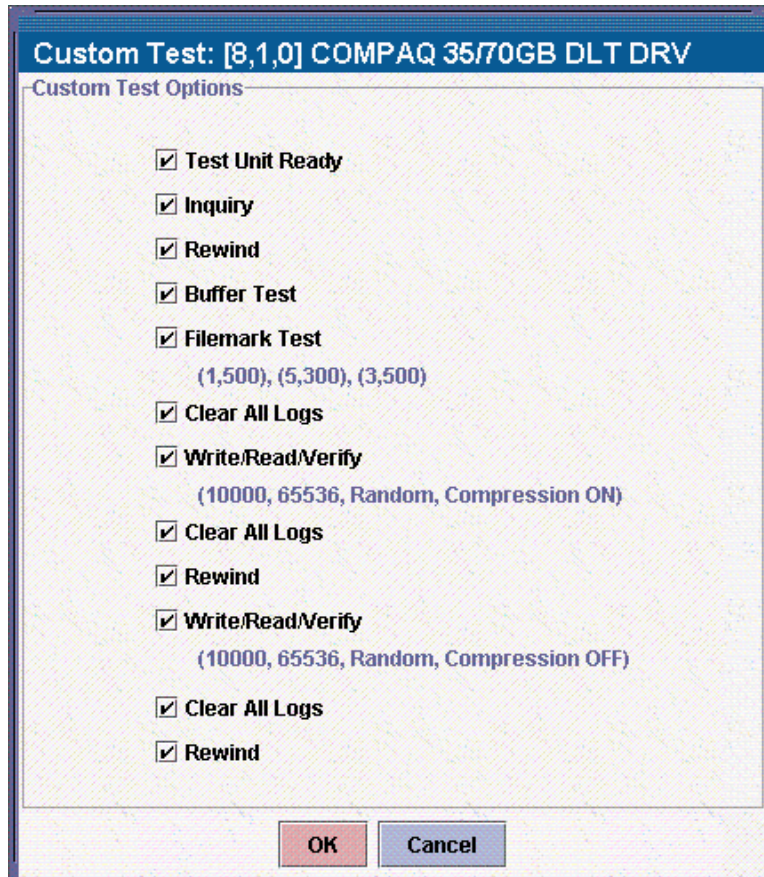 Custom Test: [8,1,0] COMPAQ 35/70GB DLT DRV
Custom Test Options
Test Unit Ready
Inquiry
Rewind
Buffer Test
Filemark Test
(1,500), (5,300), (3,500)
Clear All Logs
Write/Read/Verify
(10000, 65536, Random, Compression ON)
Clear All Logs
Rewind
Write/Read/Verify
(10000, 65536, Random, Compression OFF)
Clear All Logs
Rewind
OK Cancel